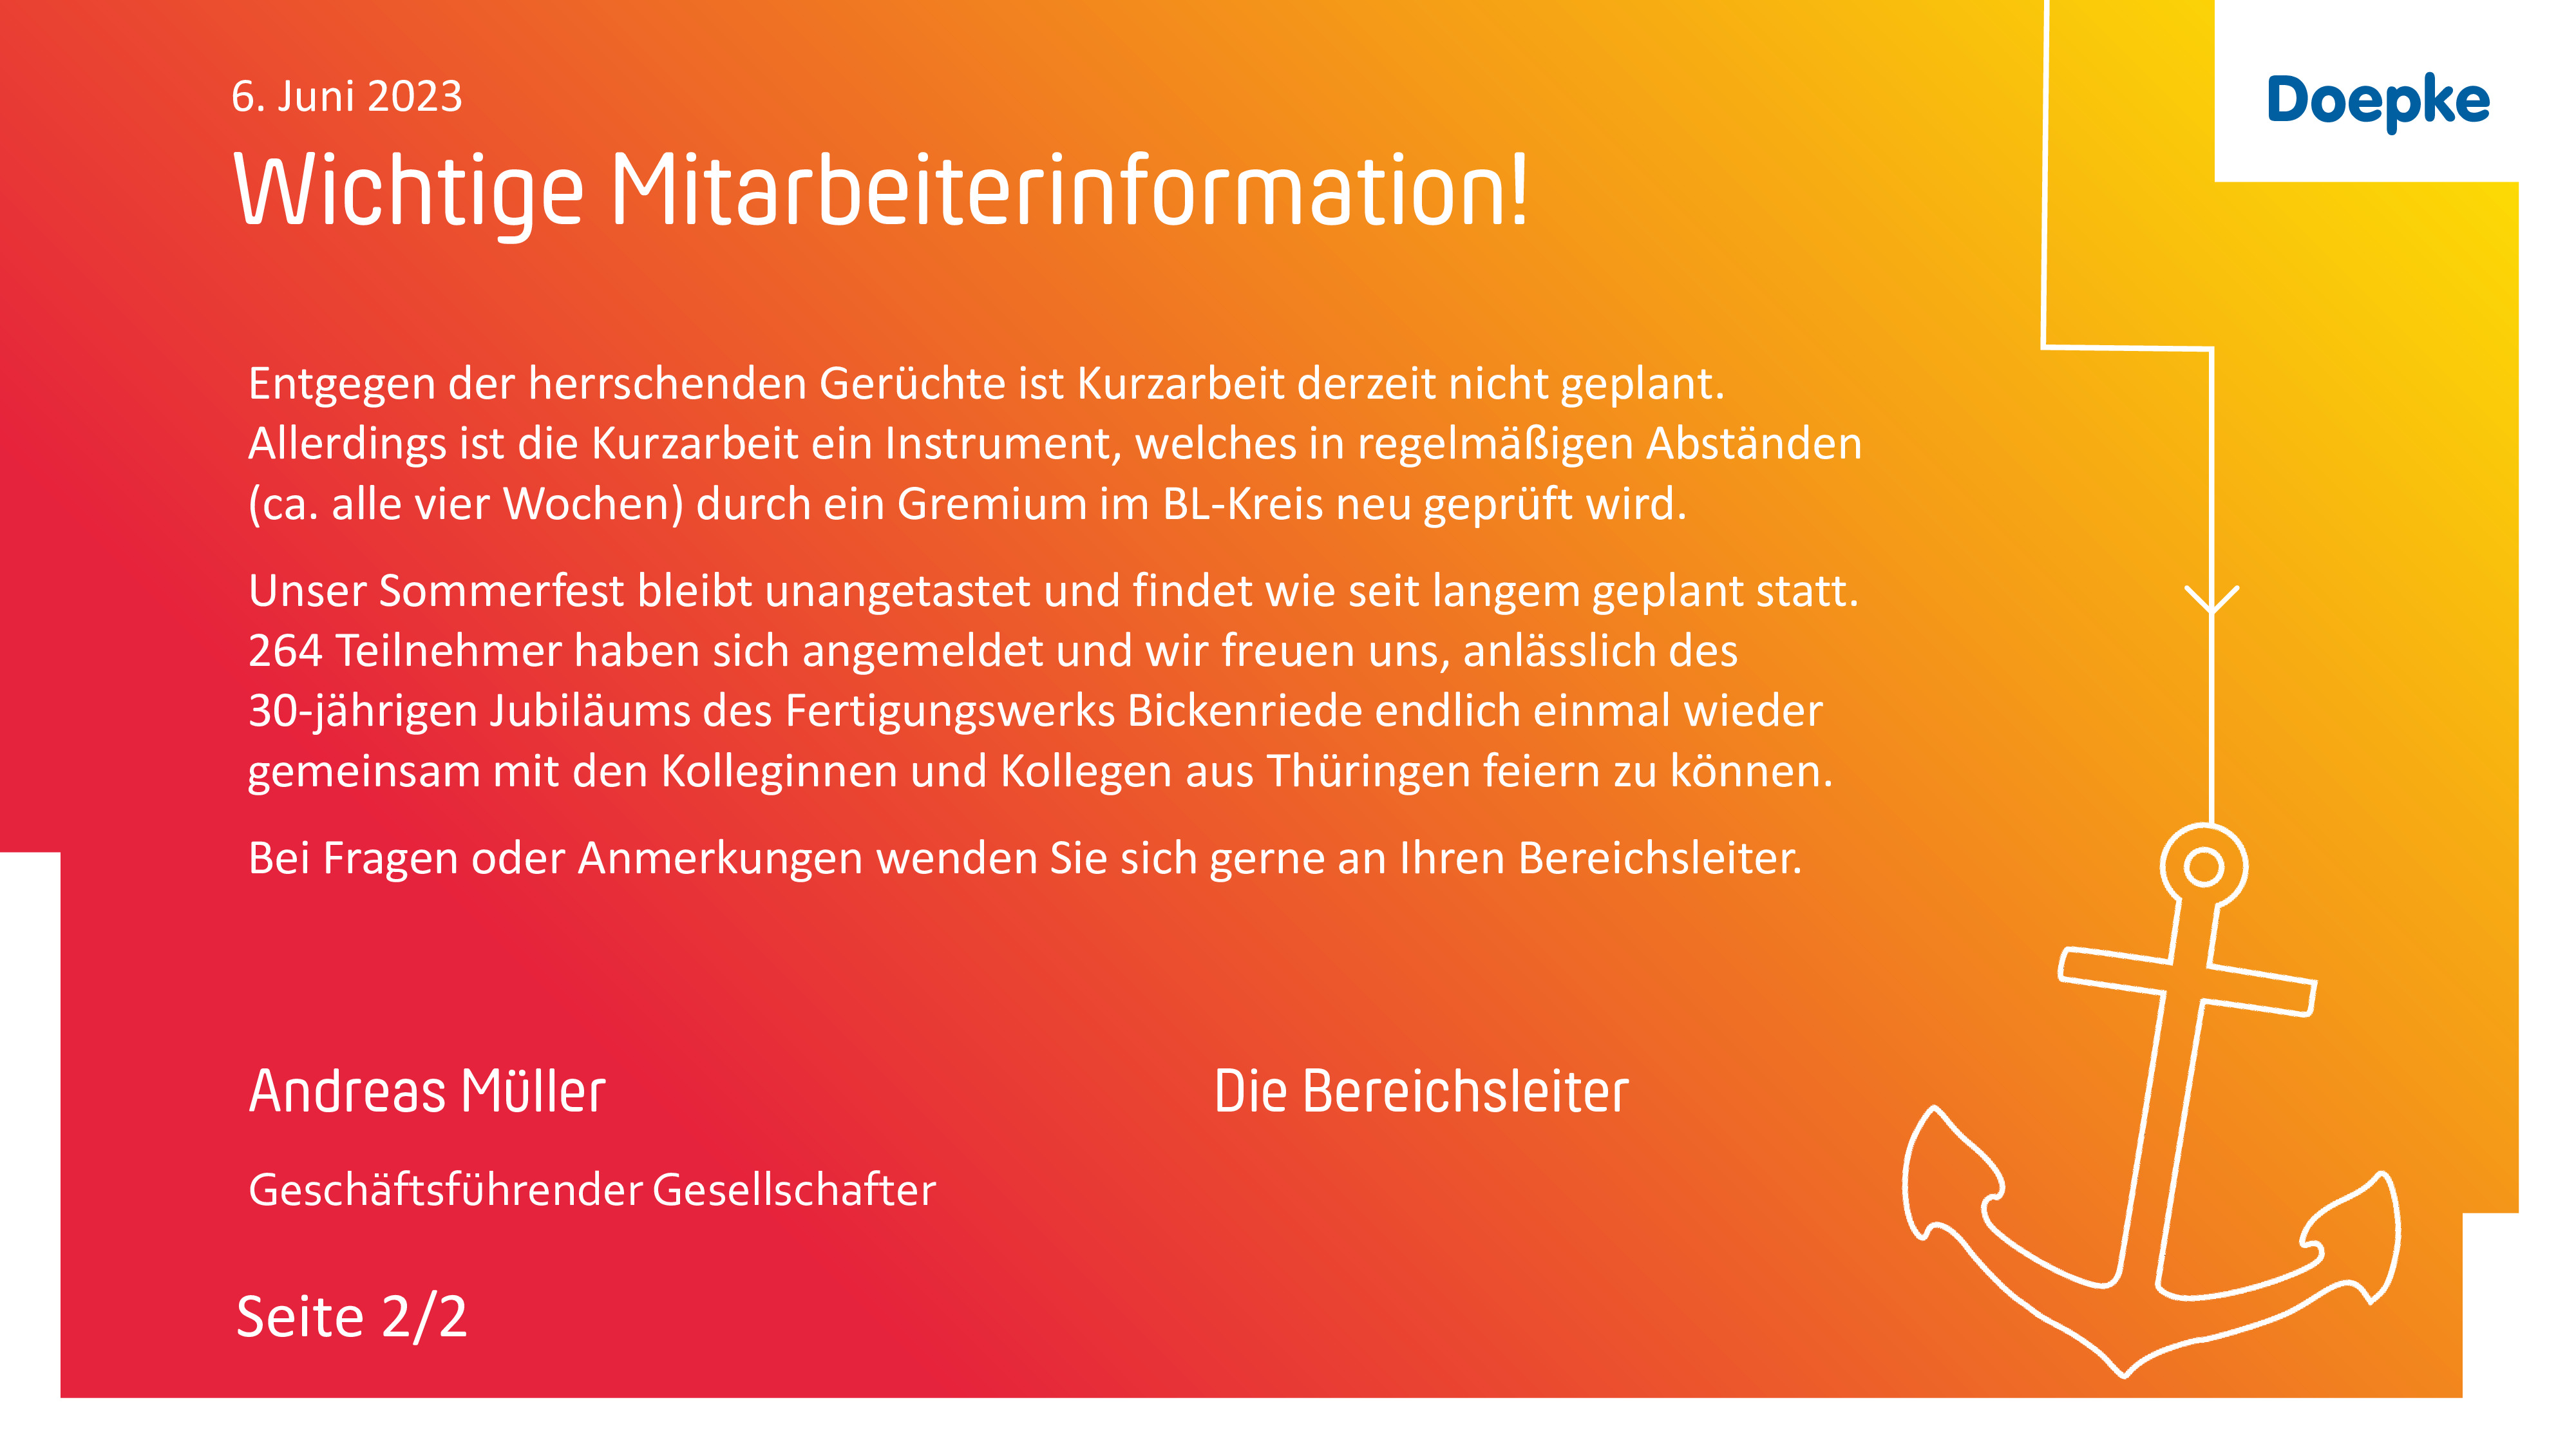 6. Juni 2023
Doepke
Wichtige Mitarbeiterinformation!
Entgegen der herrschenden Gerüchte ist Kurzarbeit derzeit nicht geplant.
Allerdings ist die Kurzarbeit ein Instrument, welches in regelmäßigen Abständen
(ca. alle vier Wochen) durch ein Gremium im BL-Kreis neu geprüft wird.
Unser Sommerfest bleibt unangetastet und findet wie seit langem geplant statt.
264 Teilnehmer haben sich angemeldet und wir freuen uns, anlässlich des
30-jährigen Jubiläums des Fertigungswerks Bickenriede endlich einmal wieder
gemeinsam mit den Kolleginnen und Kollegen aus Thüringen feiern zu können.
Bei Fragen oder Anmerkungen wenden Sie sich gerne an Ihren Bereichsleiter.
Andreas Müller
Die Bereichsleiter
Geschäftsführender Gesellschafter
Seite 2/2